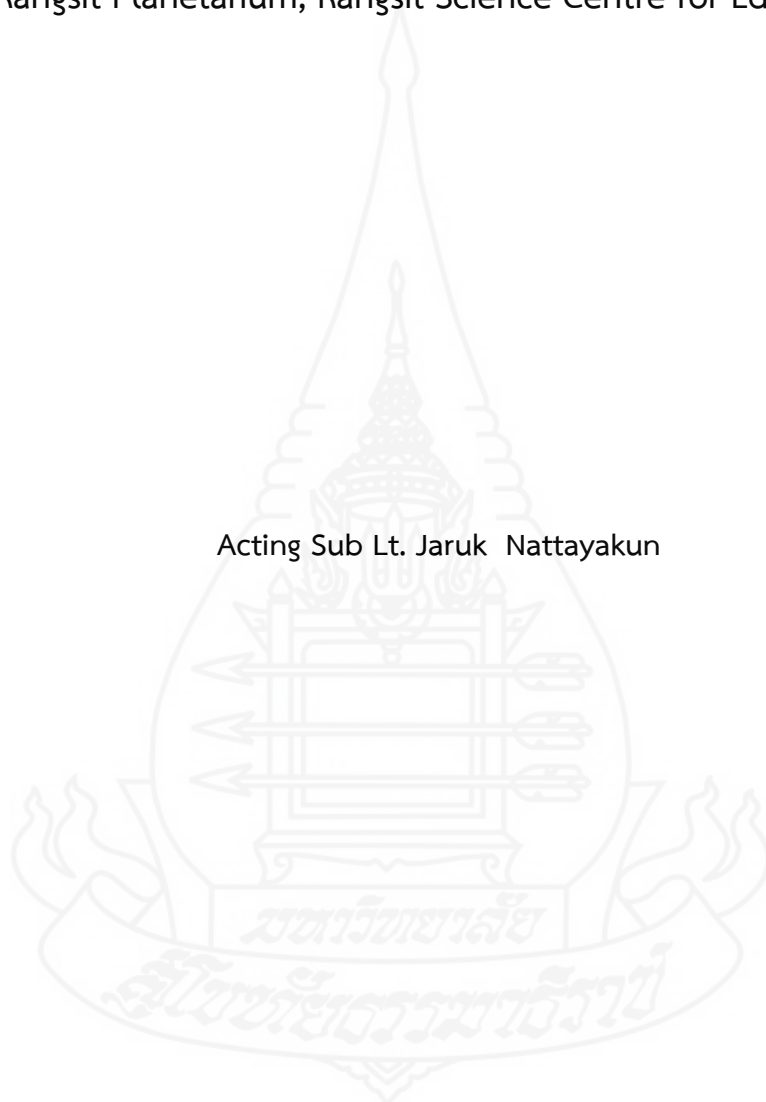 Rangsit Planetarium, Rangsit Science Centre for
Acting Sub Lt. Jaruk Nattayakun
มหาวิทยาลัย
สุโขทัยธรรมาธิราช